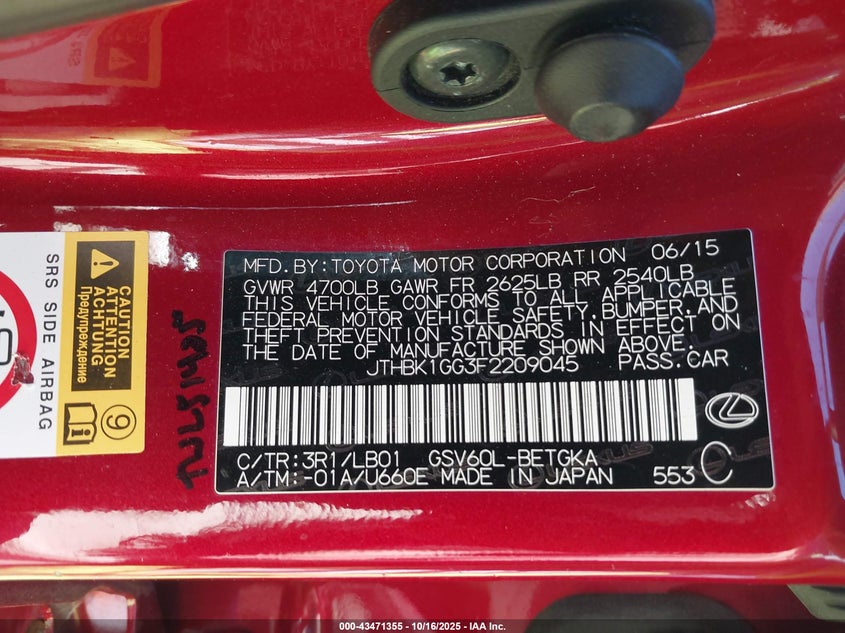 MFD.BY:TOYOTA MOTOR CORPORATION 06/15
GVWR 4700LB GAWR FR 2625LB RR 2540LB
THIS VEHICLE CONFORMS TO ALL APPLICABLE
FEDERAL MOTOR VEHICLE SAFETY,BUMPER,AND
THEFT PREVENTION STANDARDS IN EFFECT ON
THE DATE OF MANUFACTURE SHOWN ABOVE.
JTHBK1GG3F2209045 PASS.CAR
C/TR:3R1/LB01 GSV60L-BETGKA
A/TM:-01A/U660E MADE IN JAPAN 553 C
SRS SIDE AIRBAG
CAUTION
ATTENTION
ACHTUNG
Предупреждение
9
000-43471355 - 10/16/2025 - IAA Inc.